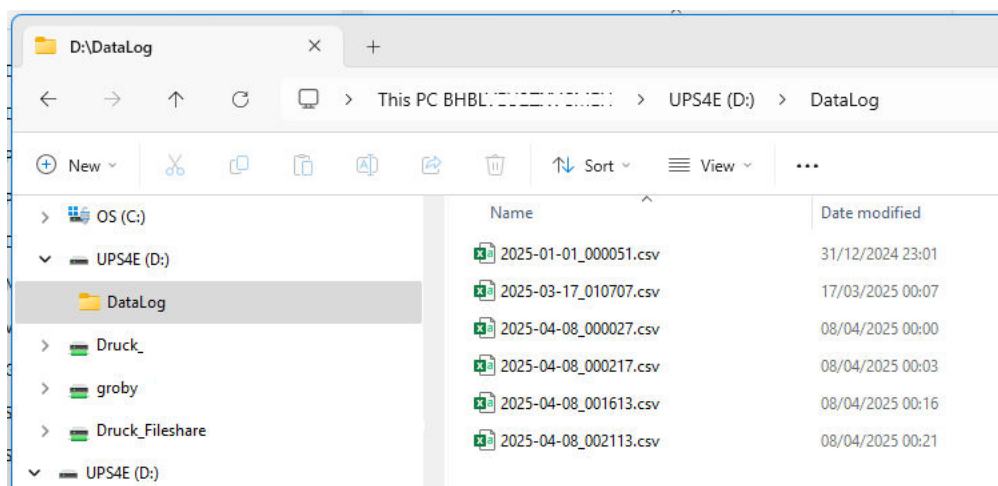 D:\DataLog
This PC > UPS4E (D:) > DataLog
New Sort View
OS (C:)
UPS4E (D:)
DataLog
Druck_
groby
Druck_Fileshare
UPS4E (D:)
Name Date modified
2025-01-01_000051.csv 31/12/2024 23:01
2025-03-17_010707.csv 17/03/2025 00:07
2025-04-08_000027.csv 08/04/2025 00:00
2025-04-08_000217.csv 08/04/2025 00:03
2025-04-08_001613.csv 08/04/2025 00:16
2025-04-08_002113.csv 08/04/2025 00:21